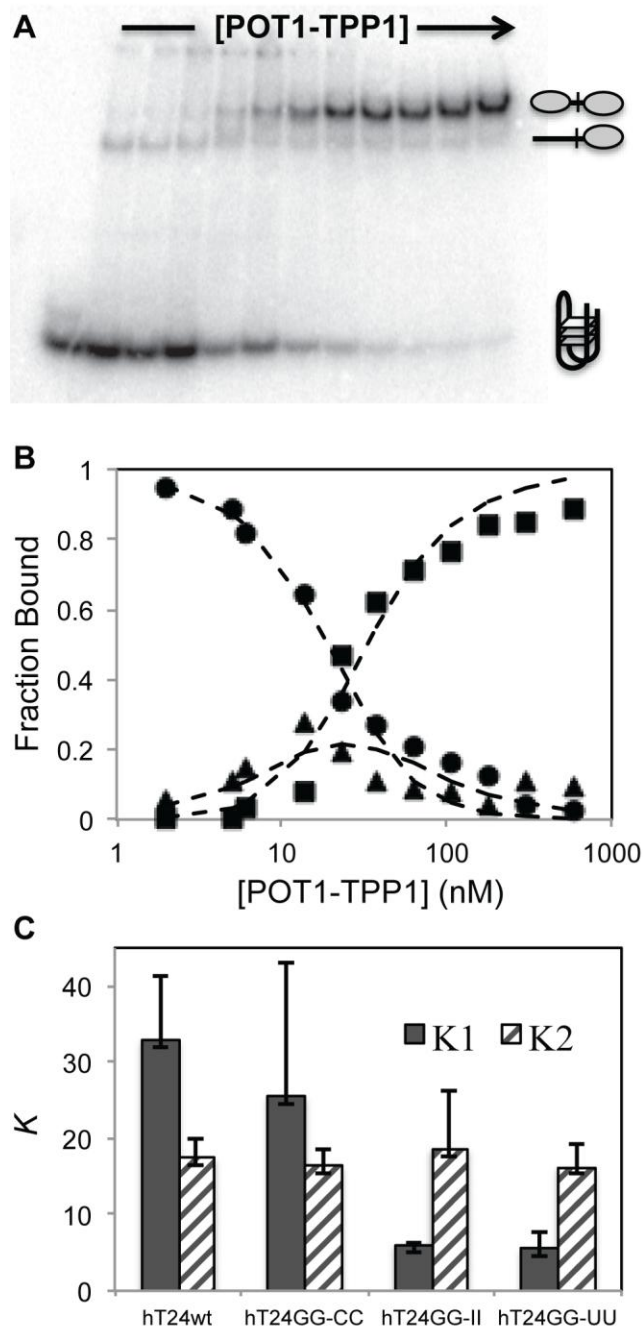 A
[POT1-TPP1]
B
1
0.8
0.6
0.4
0.2
0
Fraction Bound
1 10 100 1000
[POT1-TPP1] (nM)
C
40
30
20
10
0
K
K1 K2
hT24wt hT24GG-CC hT24GG-II hT24GG-UU